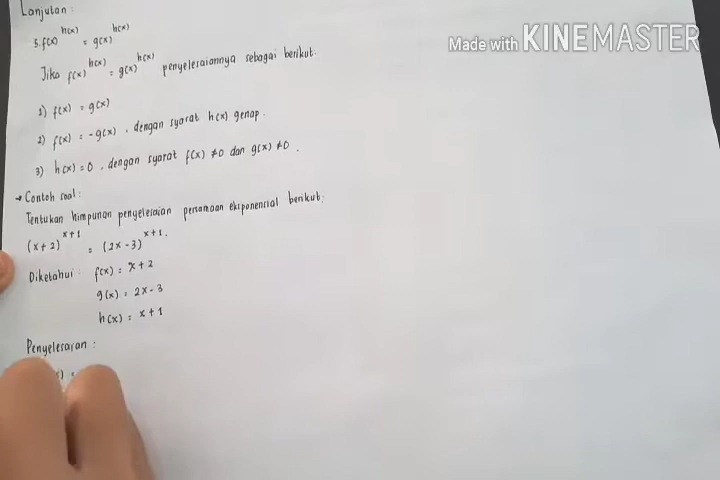 Lanjutan :
Made with KINEMASTER
5. f(x)^h(x) = g(x)^h(x)
Jika f(x)^h(x) = g(x)^h(x) penyelesaiannya sebagai berikut.
1) f(x) = g(x)
2) f(x) = -g(x) , dengan syarat h(x) genap.
3) h(x) = 0 , dengan syarat f(x) ≠ 0 dan g(x) ≠ 0 .
→ Contoh soal :
Tentukan himpunan penyelesaian persamaan eksponensial berikut.
(x+2)^x+1 = (2x-3)^x+1.
Diketahui : f(x) = x+2
g(x) = 2x-3
h(x) = x+1
Penyelesaian :